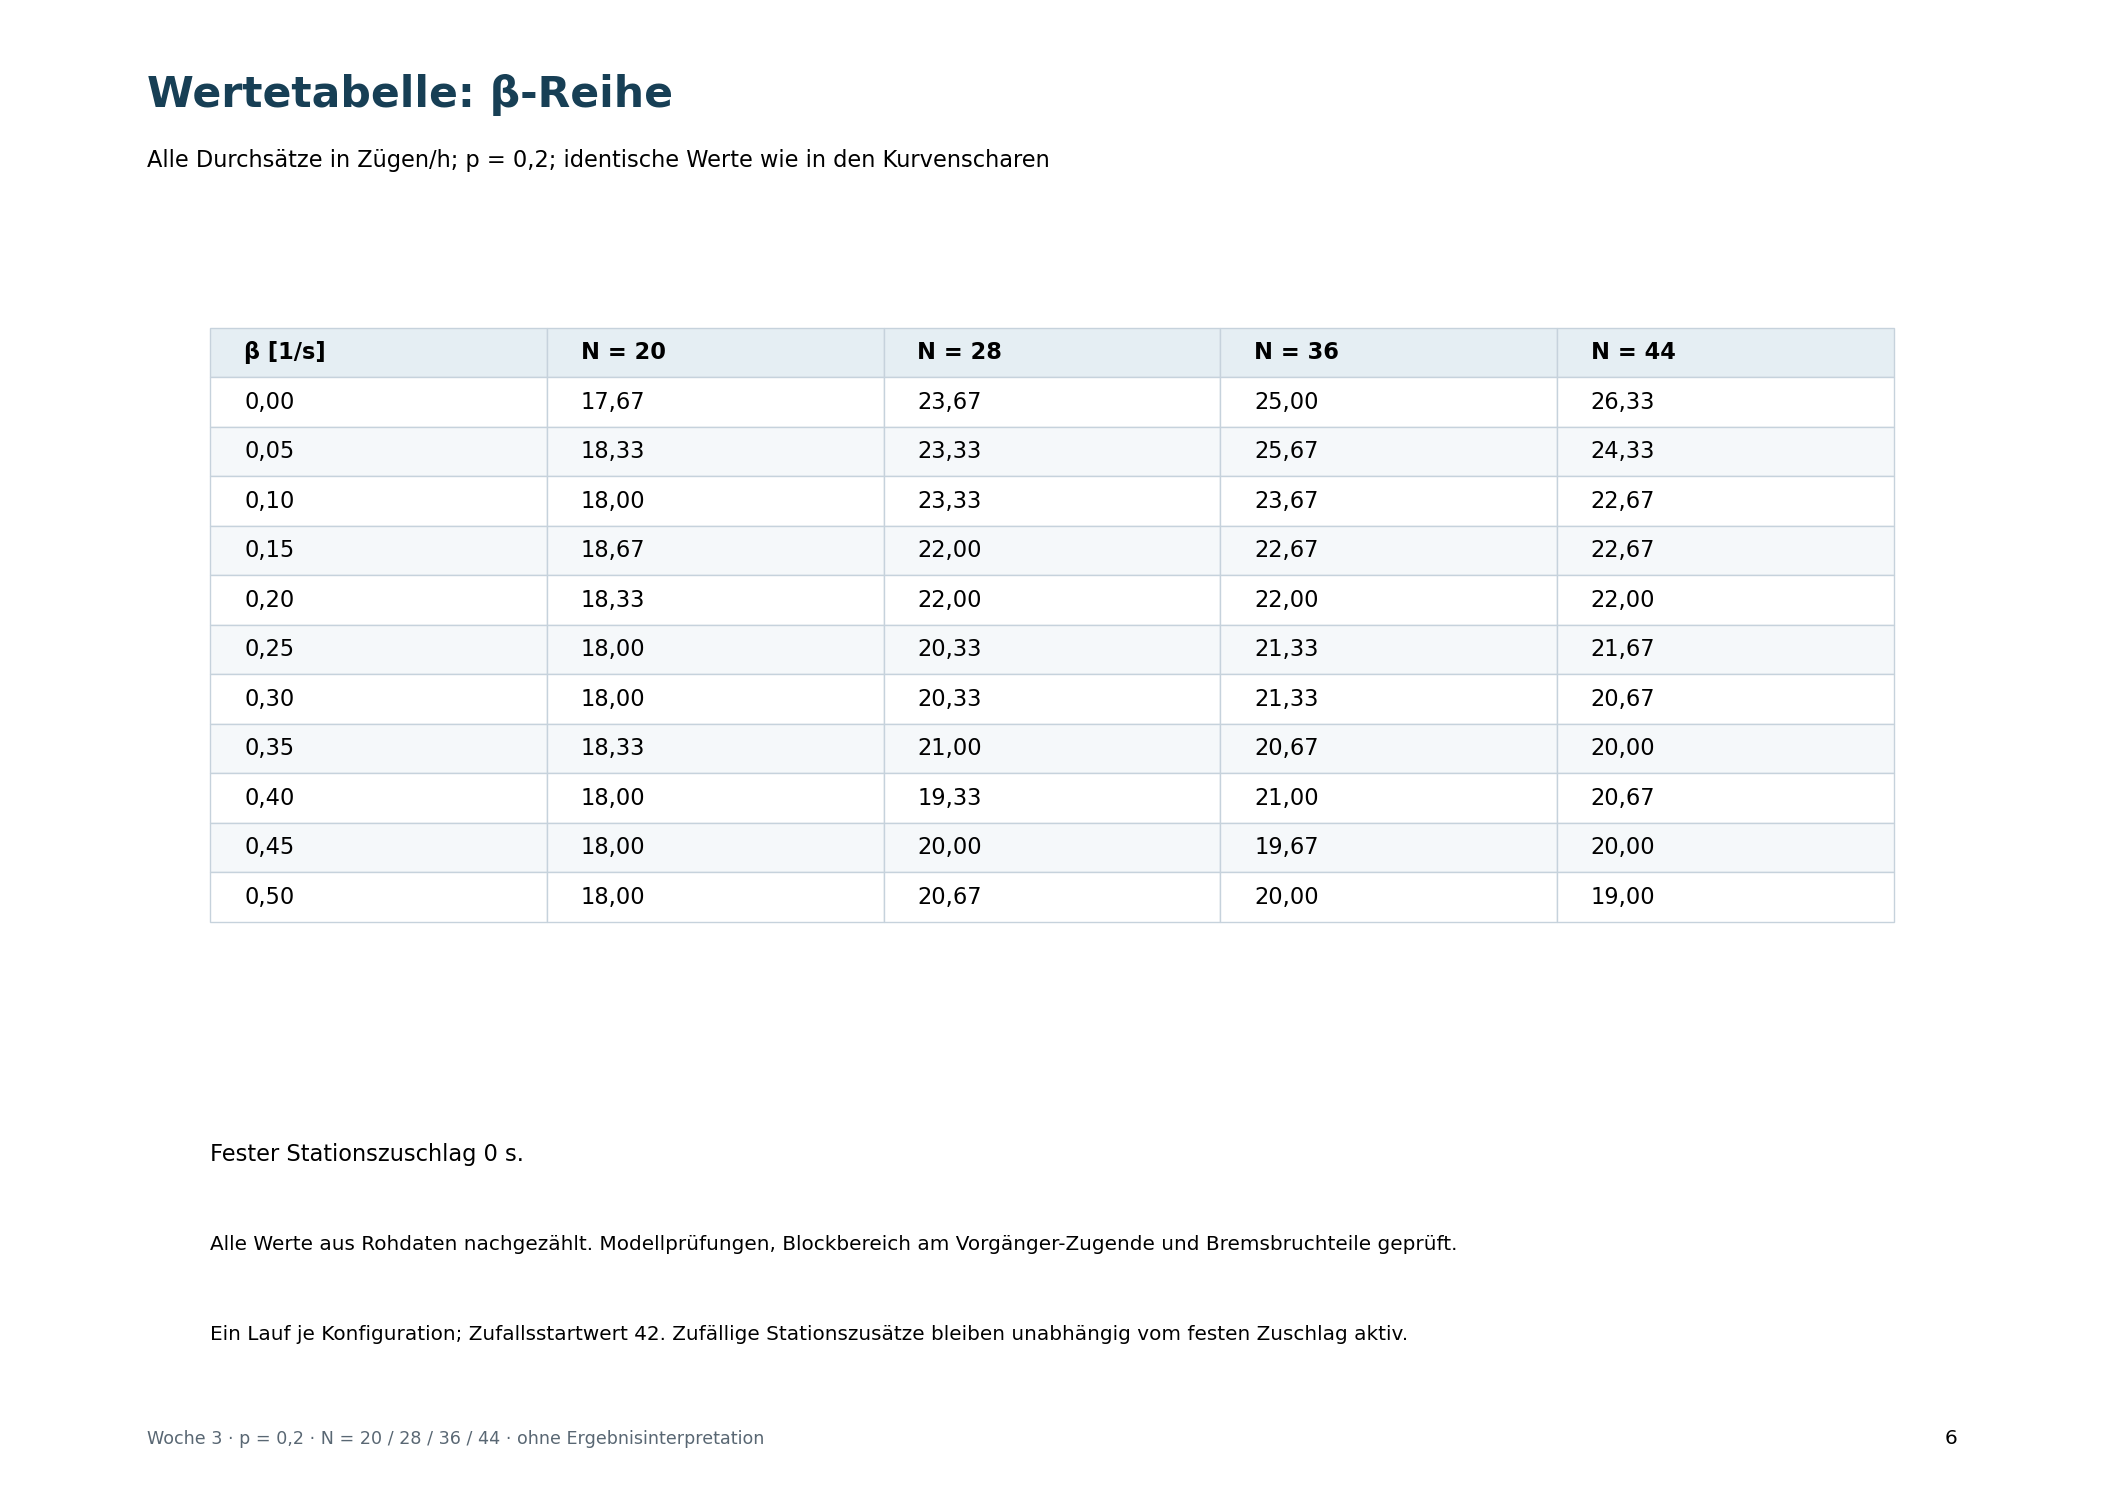 Wertetabelle: β-Reihe
Alle Durchsätze in Zügen/h; p = 0,2; identische Werte wie in den Kurvenscharen
β [1/s] N = 20 N = 28 N = 36 N = 44
0,00 17,67 23,67 25,00 26,33
0,05 18,33 23,33 25,67 24,33
0,10 18,00 23,33 23,67 22,67
0,15 18,67 22,00 22,67 22,67
0,20 18,33 22,00 22,00 22,00
0,25 18,00 20,33 21,33 21,67
0,30 18,00 20,33 21,33 20,67
0,35 18,33 21,00 20,67 20,00
0,40 18,00 19,33 21,00 20,67
0,45 18,00 20,00 19,67 20,00
0,50 18,00 20,67 20,00 19,00
Fester Stationszuschlag 0 s.
Alle Werte aus Rohdaten nachgezählt. Modellprüfungen, Blockbereich am Vorgänger-Zugende und Bremsbruchteile geprüft.
Ein Lauf je Konfiguration; Zufallsstartwert 42. Zufällige Stationszusätze bleiben unabhängig vom festen Zuschlag aktiv.
Woche 3 · p = 0,2 · N = 20 / 28 / 36 / 44 · ohne Ergebnisinterpretation 6